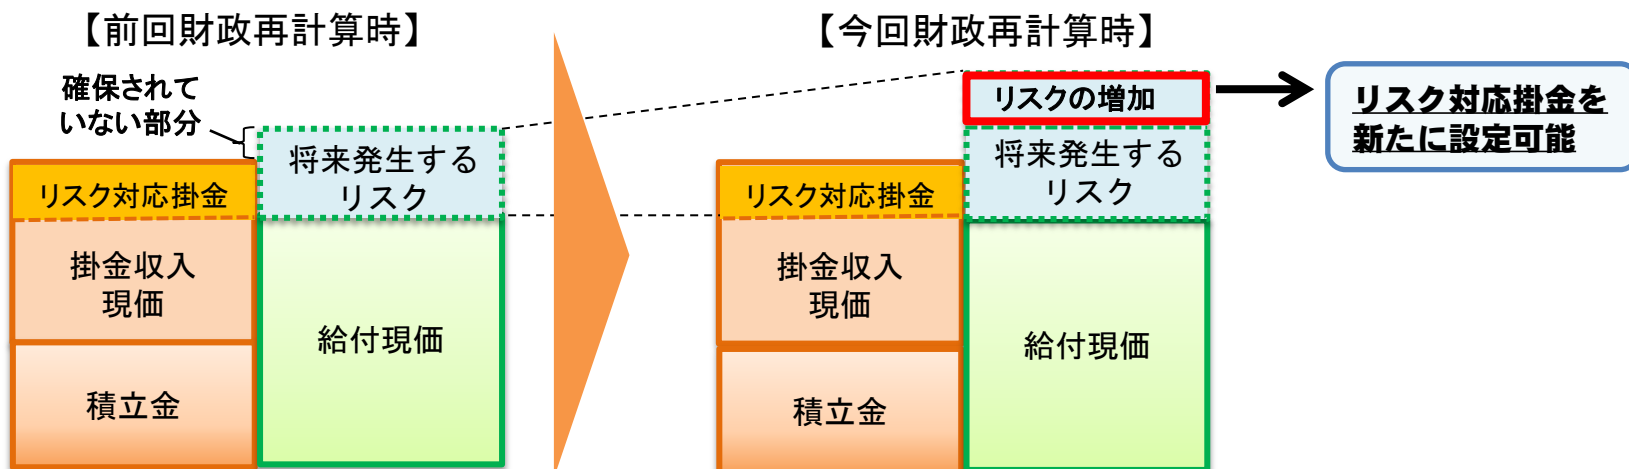 【前回財政再計算時】
確保されて
いない部分
将来発生する
リスク
リスク対応掛金
掛金収入
現価
給付現価
積立金
【今回財政再計算時】
リスクの増加
将来発生する
リスク
リスク対応掛金
掛金収入
現価
給付現価
積立金
リスク対応掛金を
新たに設定可能